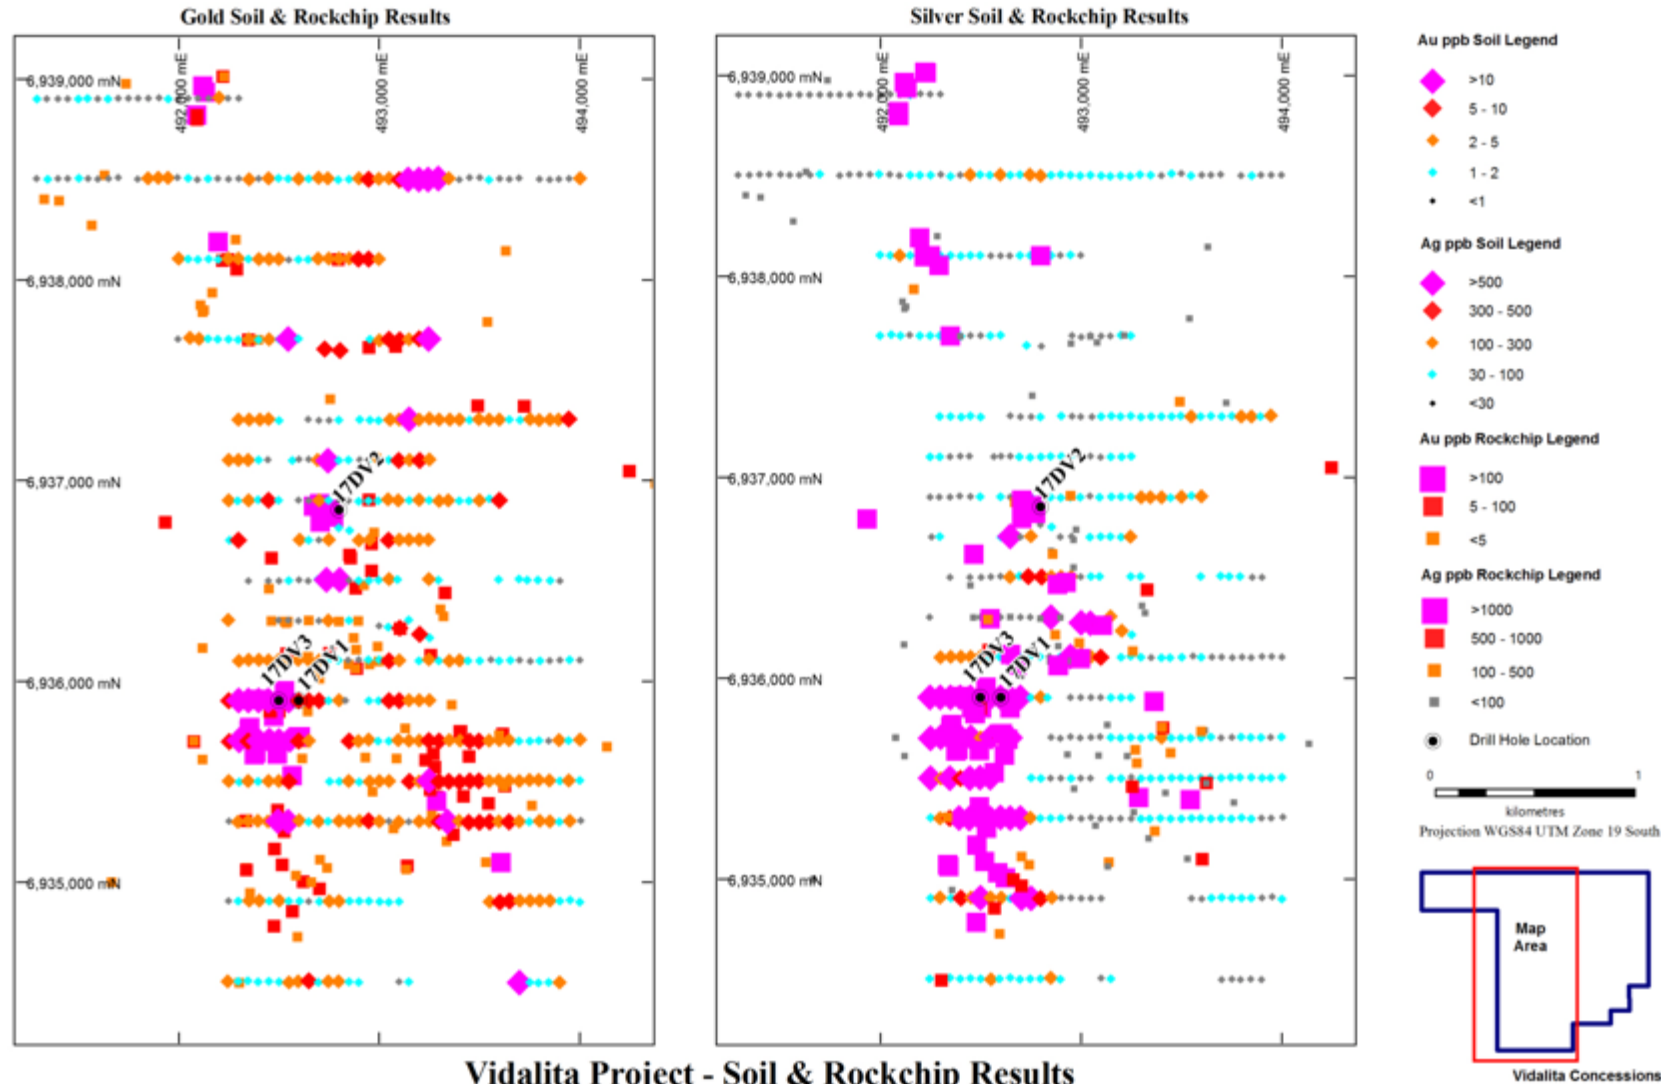 Gold Soil & Rockchip Results
Silver Soil & Rockchip Results
492,000 mE
493,000 mE
494,000 mE
6,939,000 mN
6,938,000 mN
6,937,000 mN
6,936,000 mN
6,935,000 mN
17DV2
17DV3
17DV1
492,000 mE
493,000 mE
494,000 mE
6,939,000 mN
6,938,000 mN
6,937,000 mN
6,936,000 mN
6,935,000 mN
17DV2
17DV3
17DV1
Au ppb Soil Legend
>10
5 - 10
2 - 5
1 - 2
<1
Ag ppb Soil Legend
>500
300 - 500
100 - 300
30 - 100
<30
Au ppb Rockchip Legend
>100
5 - 100
<5
Ag ppb Rockchip Legend
>1000
500 - 1000
100 - 500
<100
Drill Hole Location
0 1
kilometres
Projection WGS84 UTM Zone 19 South
Map
Area
Vidalita Concessions
Vidalita Project - Soil & Rockchip Results